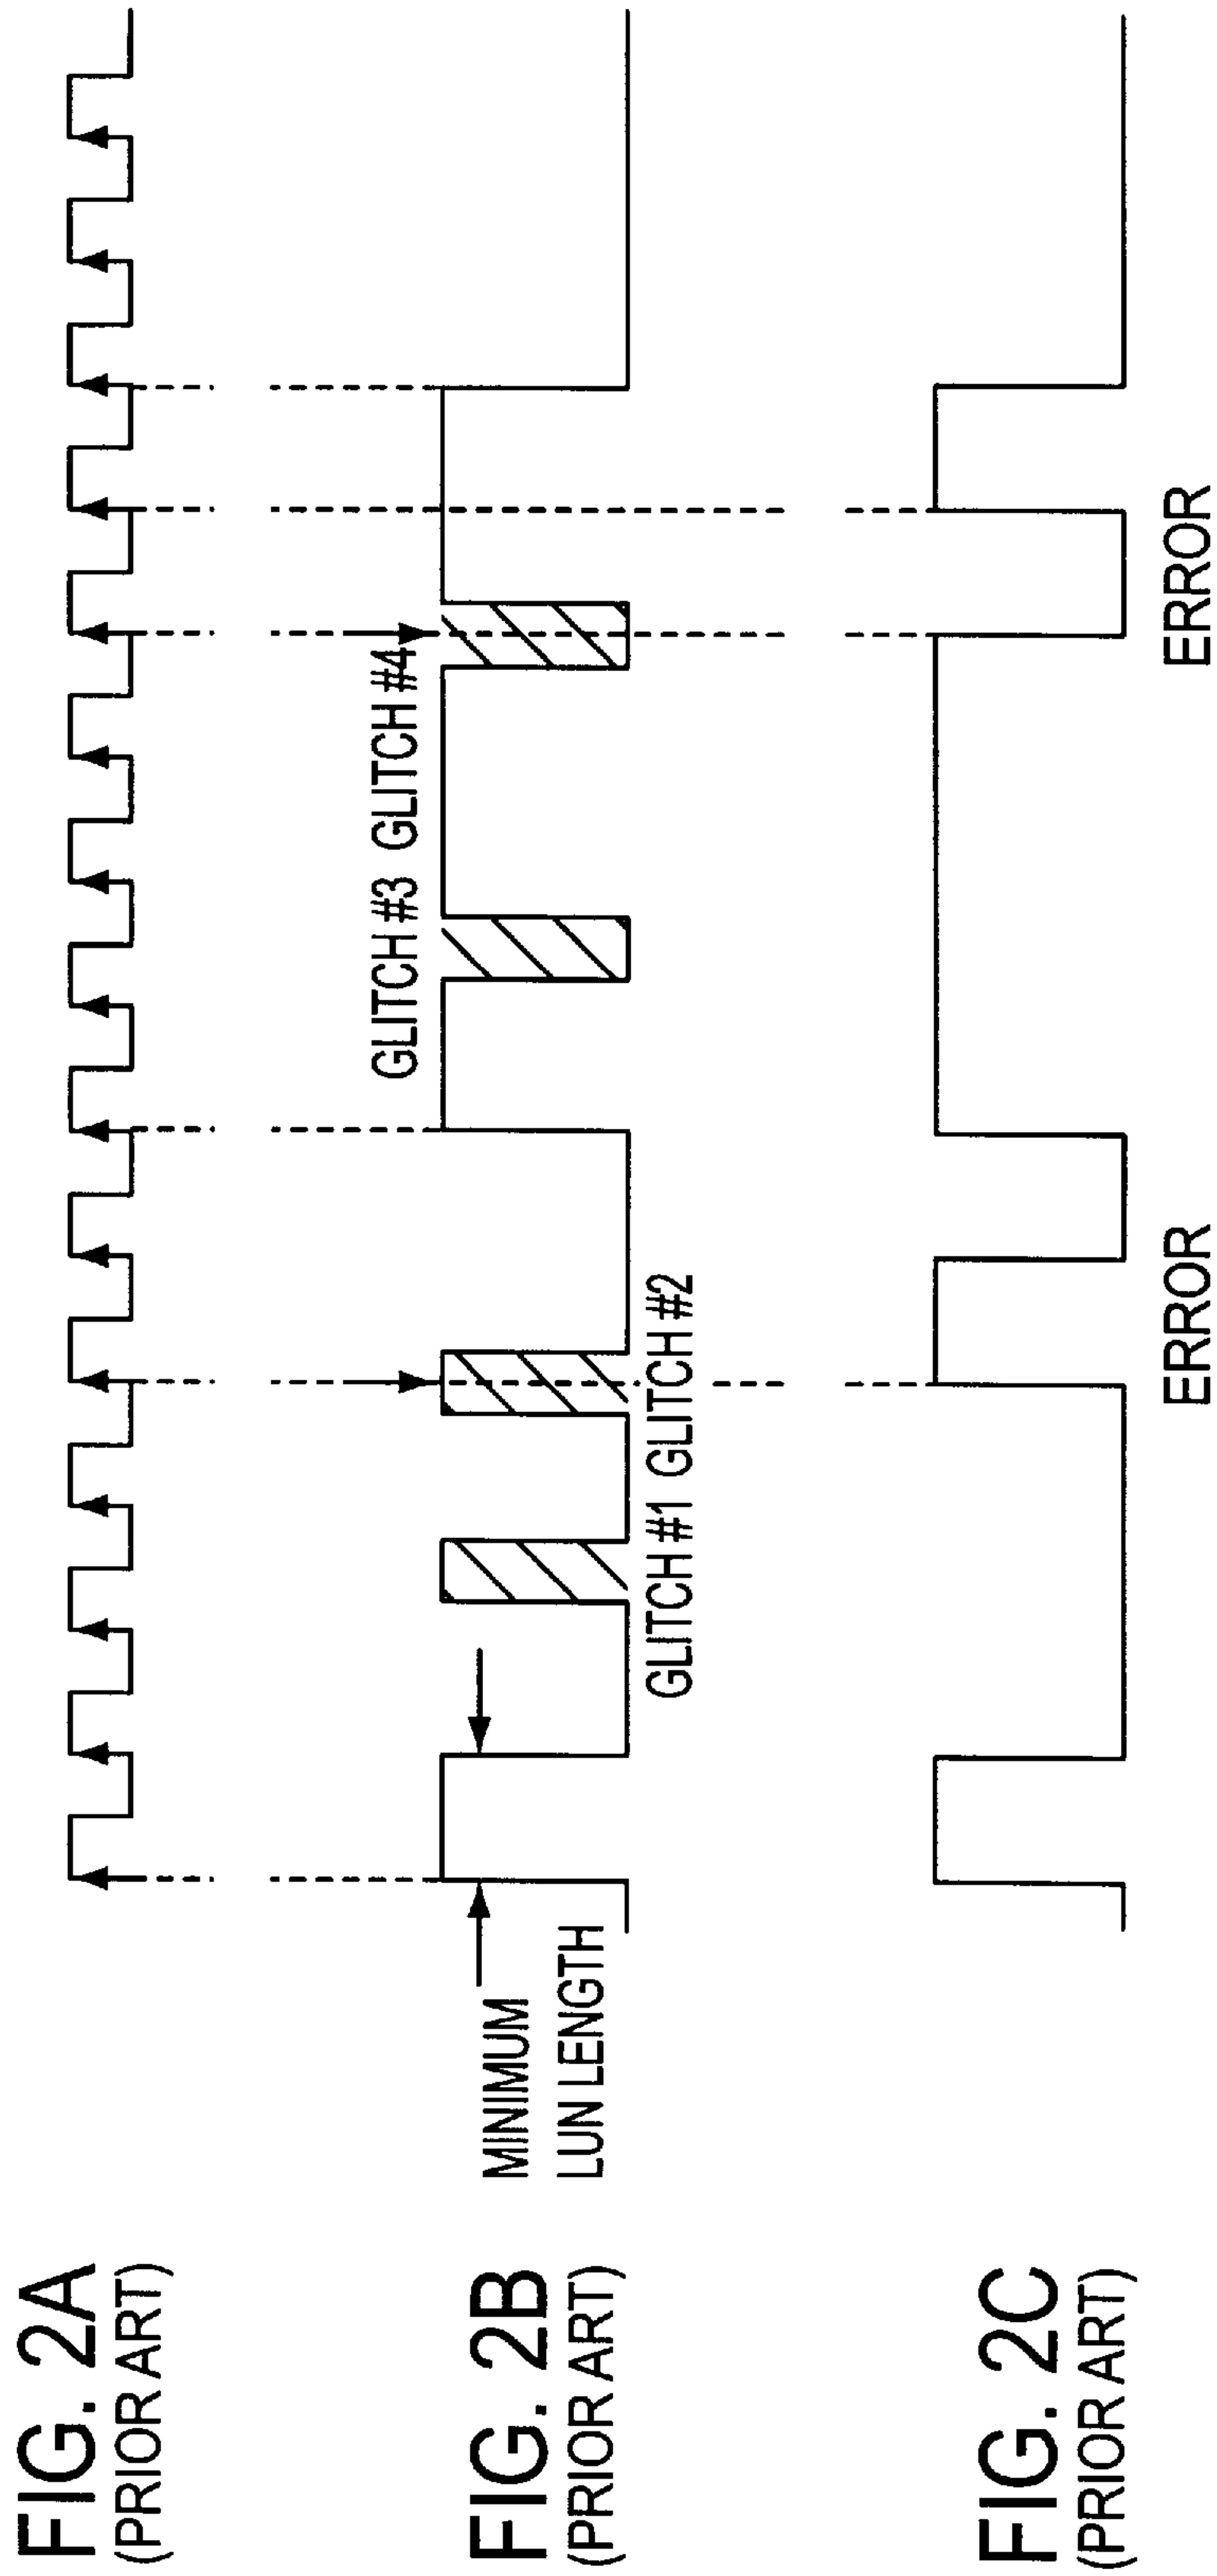 FIG. 2A
(PRIOR ART)
FIG. 2B
(PRIOR ART)
MINIMUM
LUN LENGTH
GLITCH #3 GLITCH #4
GLITCH #1 GLITCH #2
FIG. 2C
(PRIOR ART)
ERROR
ERROR